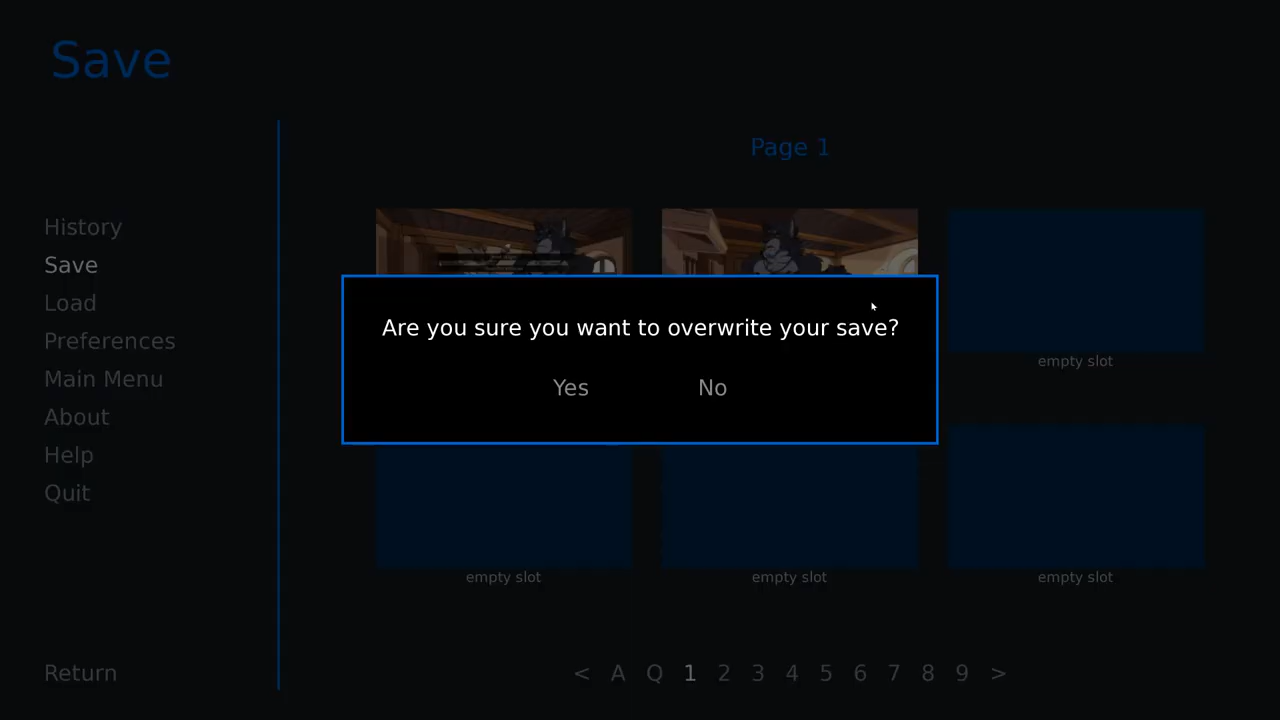 Save
Page 1
History
Save
Load
Preferences
Main Menu
About
Help
Quit
Are you sure you want to overwrite your save?
Yes No
empty slot
empty slot empty slot empty slot
Return
< A Q 1 2 3 4 5 6 7 8 9 >